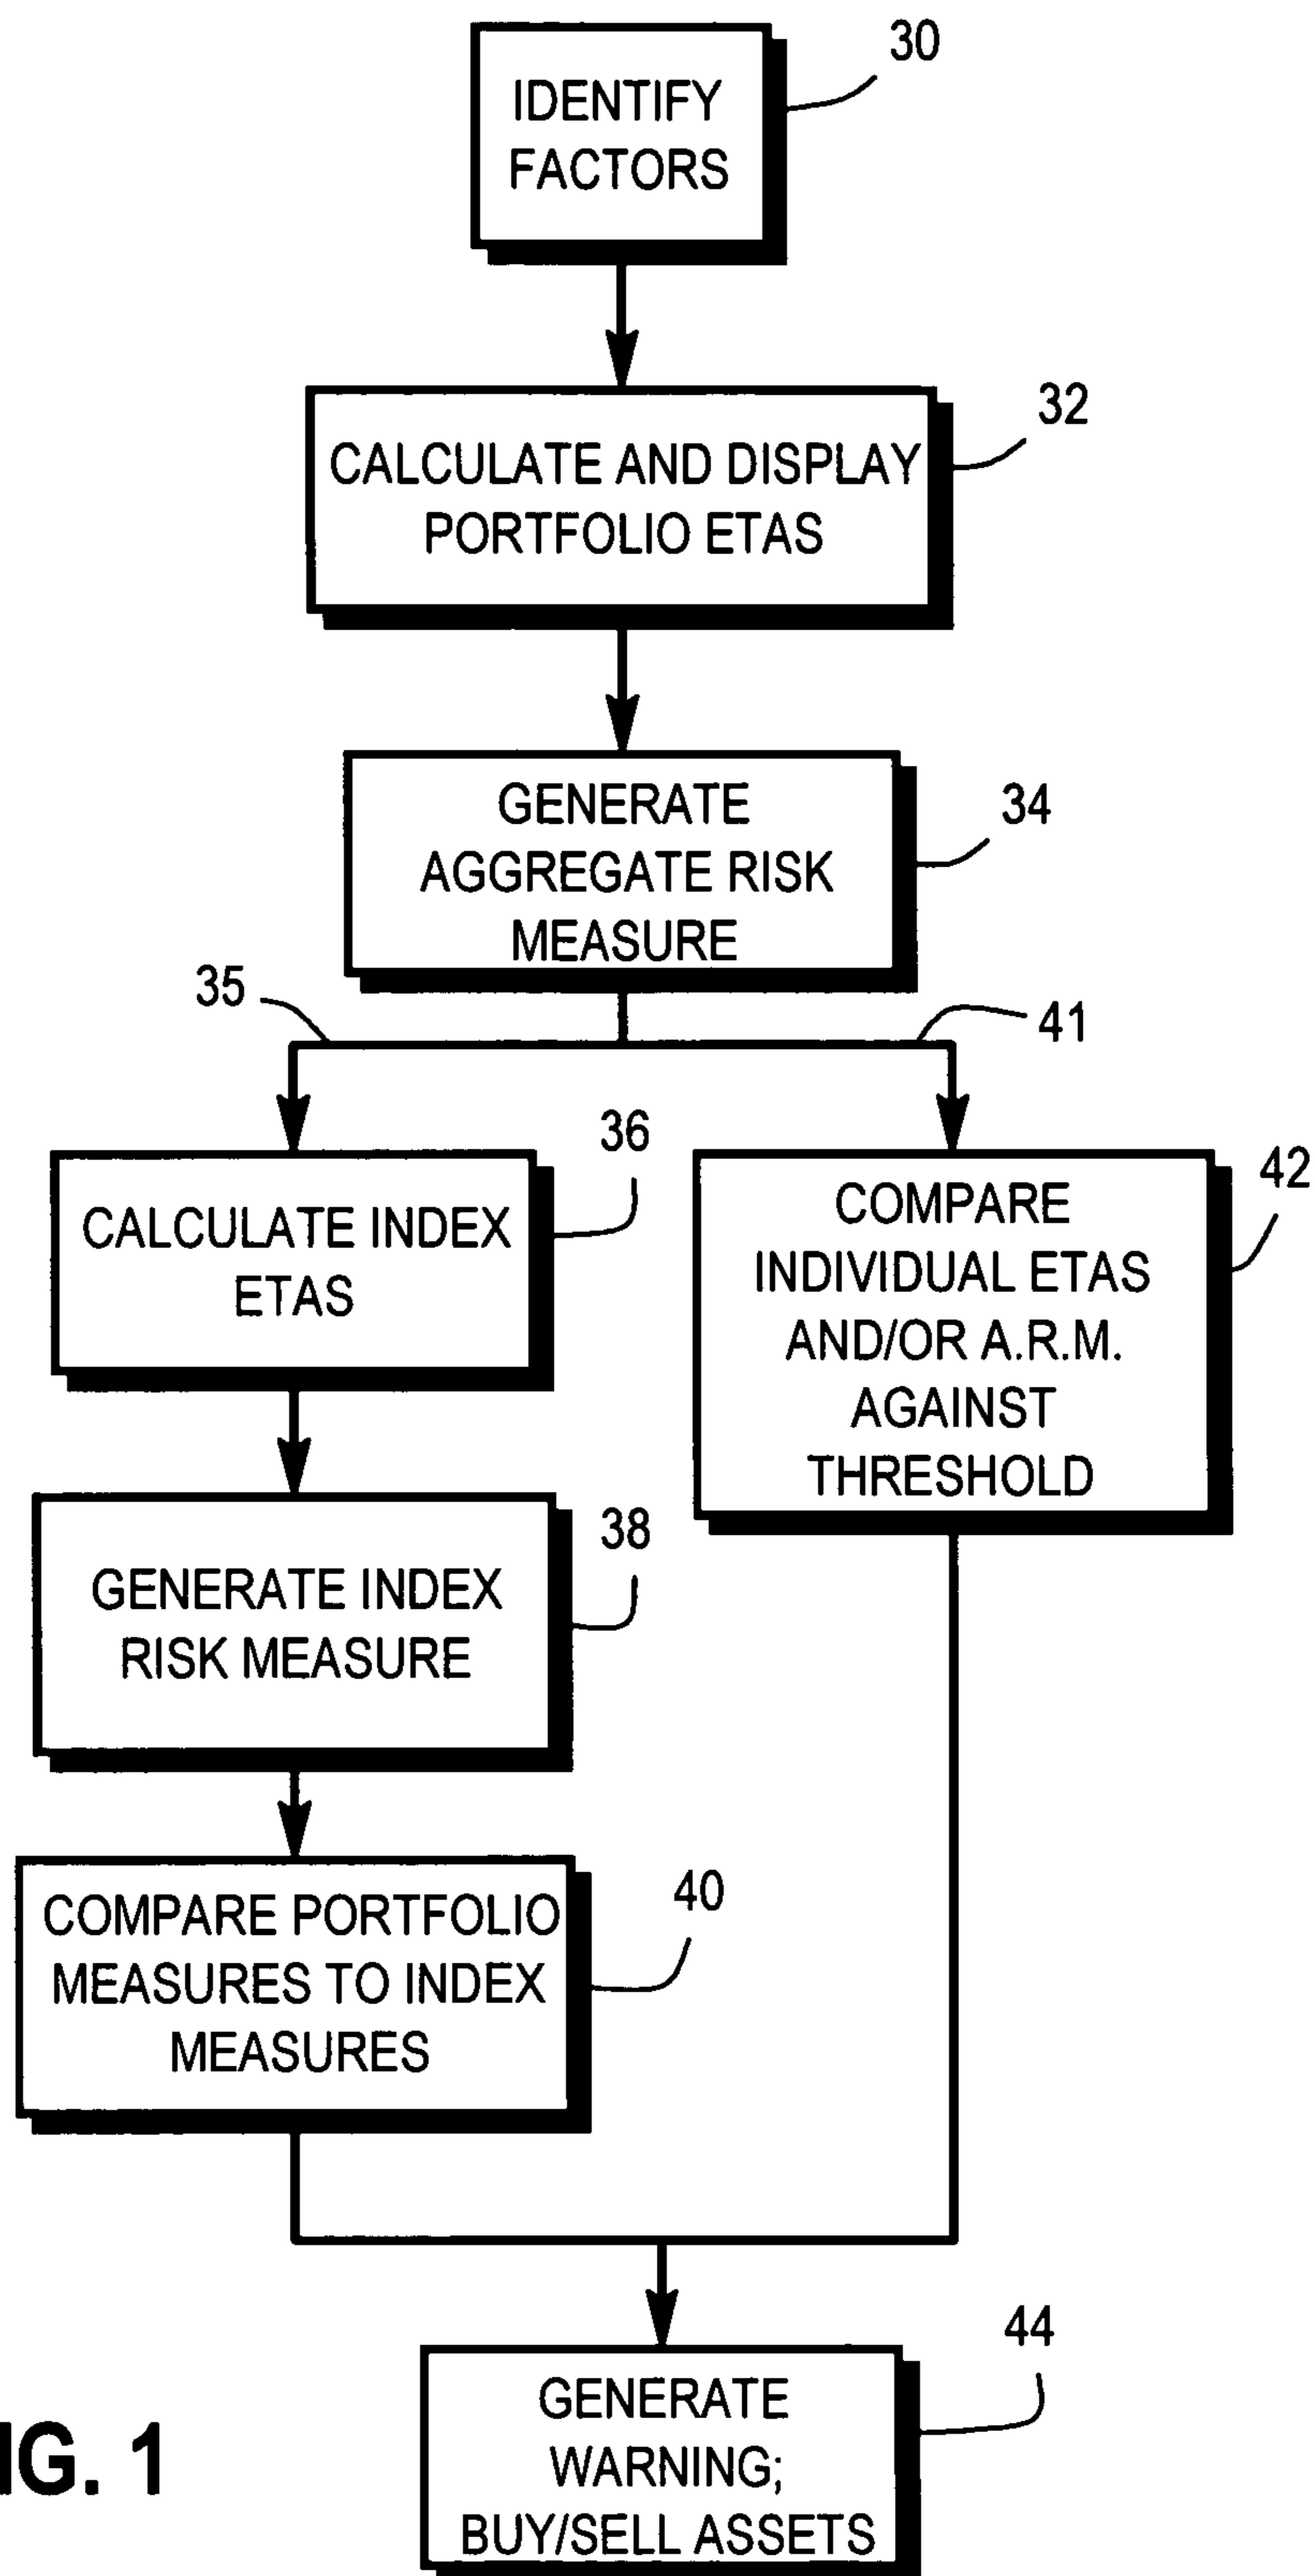 30
IDENTIFY
FACTORS
32
CALCULATE AND DISPLAY
PORTFOLIO ETAS
34
GENERATE
AGGREGATE RISK
MEASURE
35
41
36
CALCULATE INDEX
ETAS
42
COMPARE
INDIVIDUAL ETAS
AND/OR A.R.M.
AGAINST
THRESHOLD
38
GENERATE INDEX
RISK MEASURE
40
COMPARE PORTFOLIO
MEASURES TO INDEX
MEASURES
44
GENERATE
WARNING;
BUY/SELL ASSETS
IG. 1